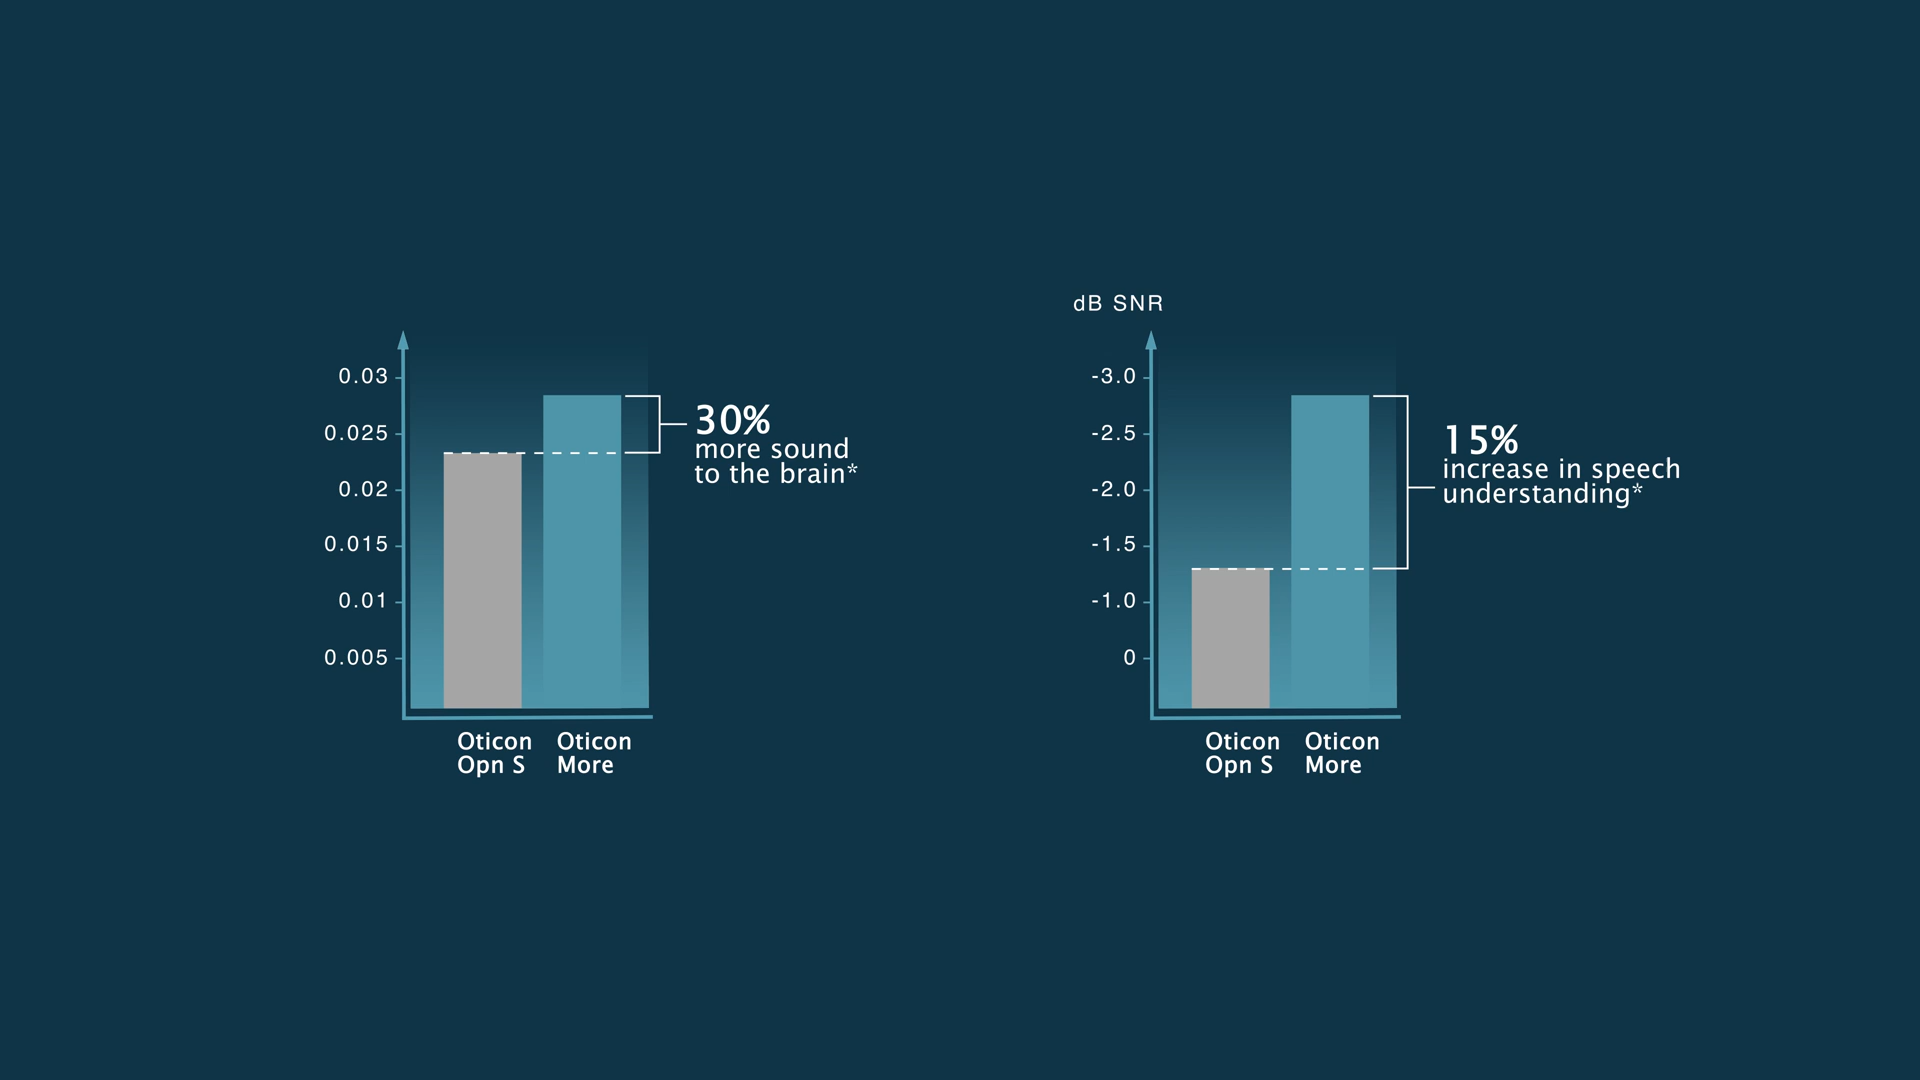 0.03
0.025
0.02
0.015
0.01
0.005
30%
more sound
to the brain*
Oticon
Opn S
Oticon
More
dB SNR
-3.0
-2.5
-2.0
-1.5
-1.0
0
15%
increase in speech
understanding*
Oticon
Opn S
Oticon
More